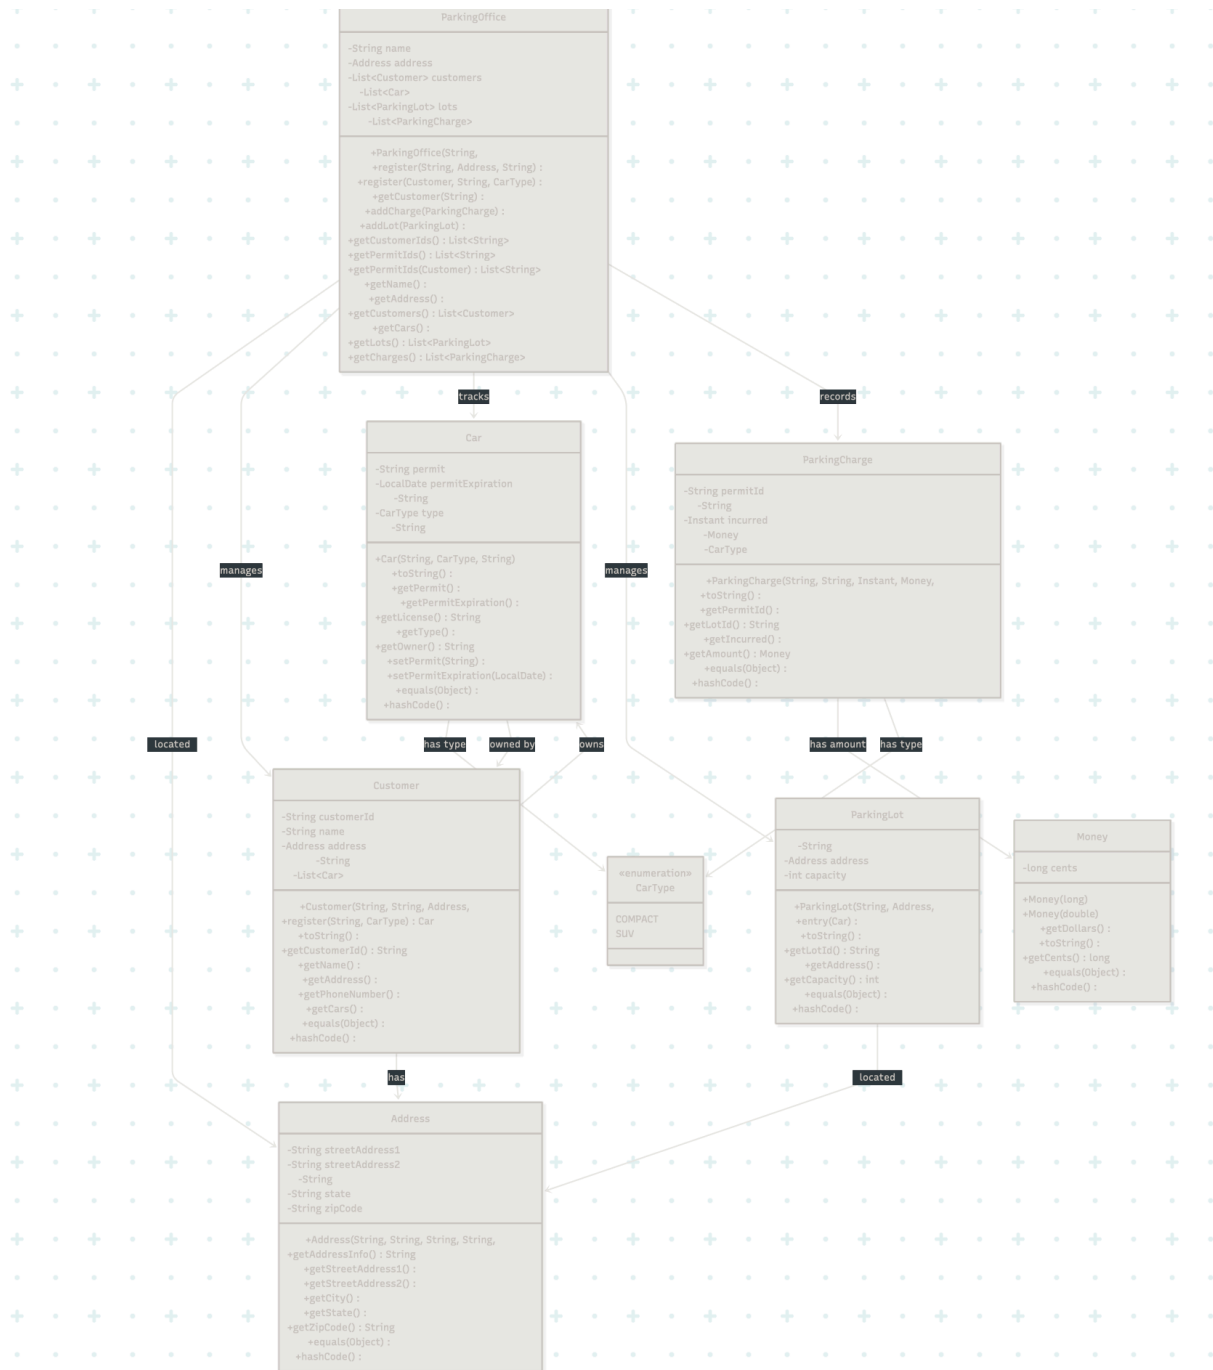 ParkingOffice
-String name
-Address address
-List<Customer> customers
-List<Car>
-List<ParkingLot> lots
-List<ParkingCharge>
+ParkingOffice(String,
+register(String, Address, String) :
+register(Customer, String, CarType) :
+getCustomer(String) :
+addCharge(ParkingCharge) :
+addLot(ParkingLot) :
+getCustomerIds() : List<String>
+getPermitIds() : List<String>
+getPermitIds(Customer) : List<String>
+getName() :
+getAddress() :
+getCustomers() : List<Customer>
+getCars() :
+getLots() : List<ParkingLot>
+getCharges() : List<ParkingCharge>
tracks
records
Car
-String permit
-LocalDate permitExpiration
-String
-CarType type
-String
+Car(String, CarType, String)
+toString() :
+getPermit() :
+getPermitExpiration() :
+getLicense() : String
+getType() :
+getOwner() : String
+setPermit(String) :
+setPermitExpiration(LocalDate) :
+equals(Object) :
+hashCode() :
ParkingCharge
-String permitId
-String
-Instant incurred
-Money
-CarType
+ParkingCharge(String, String, Instant, Money,
+toString() :
+getPermitId() :
+getLotId() : String
+getIncurred() :
+getAmount() : Money
+equals(Object) :
+hashCode() :
manages
manages
located
has type
owned by
owns
has amount
has type
Customer
-String customerId
-String name
-Address address
-String
-List<Car>
+Customer(String, String, Address,
+register(String, CarType) : Car
+toString() :
+getCustomerId() : String
+getName() :
+getAddress() :
+getPhoneNumber() :
+getCars() :
+equals(Object) :
+hashCode() :
«enumeration»
CarType
COMPACT
SUV
ParkingLot
-String
-Address address
-int capacity
+ParkingLot(String, Address,
+entry(Car) :
+toString() :
+getLotId() : String
+getAddress() :
+getCapacity() : int
+equals(Object) :
+hashCode() :
Money
-long cents
+Money(long)
+Money(double)
+getDollars() :
+toString() :
+getCents() : long
+equals(Object) :
+hashCode() :
has
located
Address
-String streetAddress1
-String streetAddress2
-String
-String state
-String zipCode
+Address(String, String, String, String,
+getAddressInfo() : String
+getStreetAddress1() :
+getStreetAddress2() :
+getCity() :
+getState() :
+getZipCode() : String
+equals(Object) :
+hashCode() :